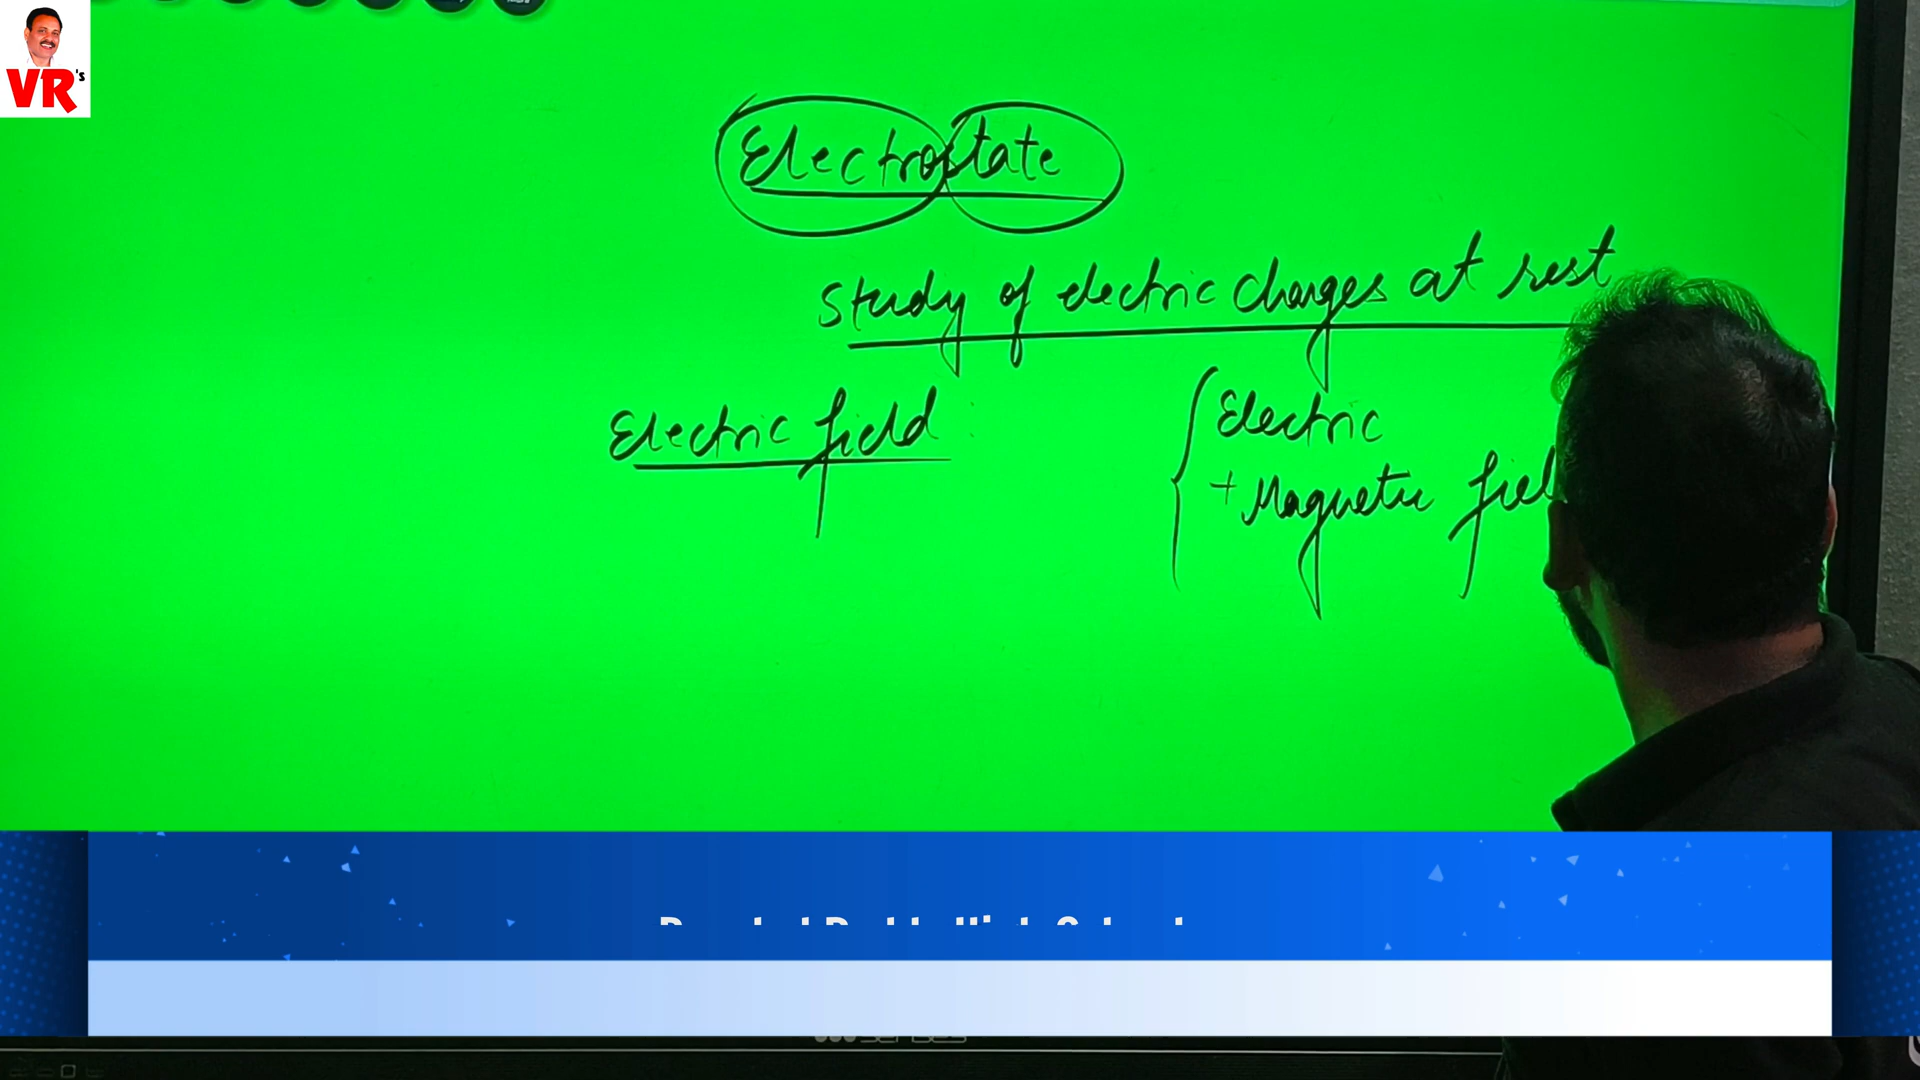 VR's
Electrostate
Study of electric charges at rest
Electric field :
Electric
+ Magnetic